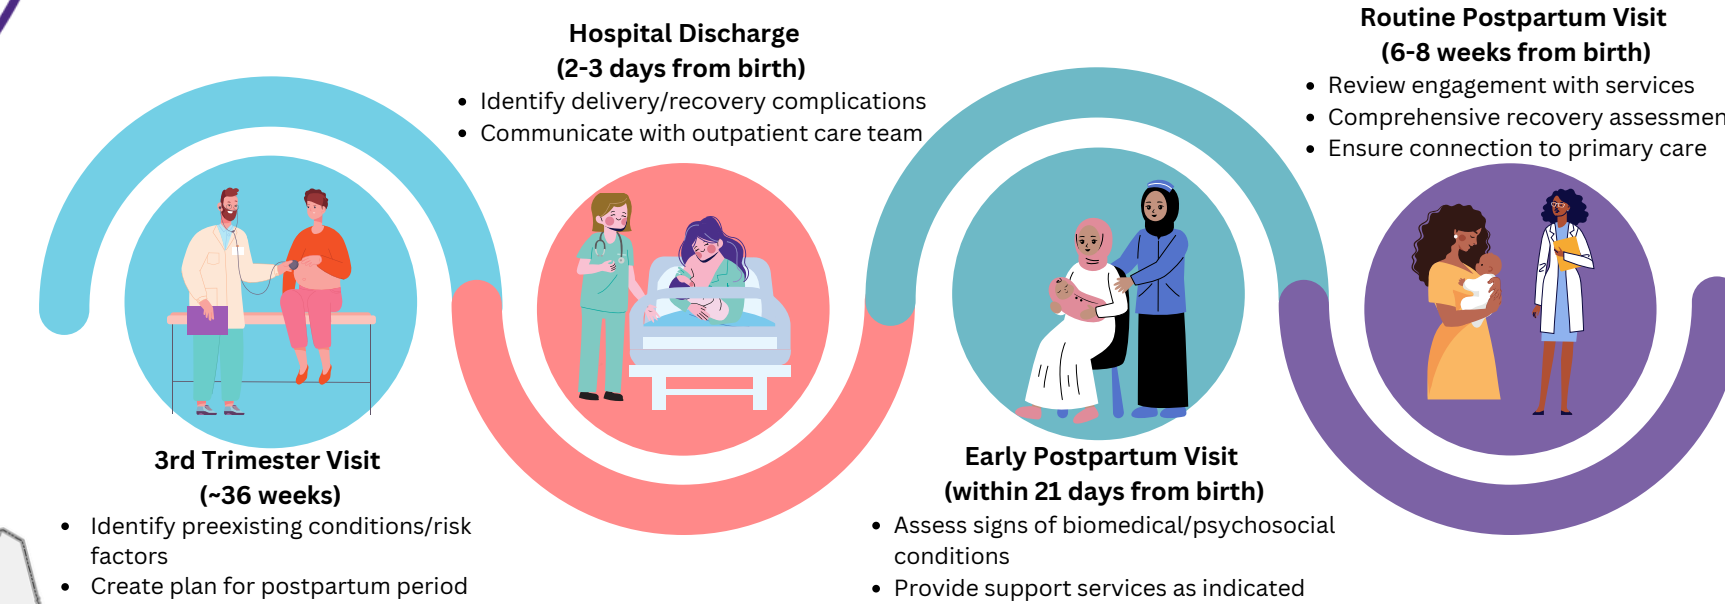 3rd Trimester Visit
(~36 weeks)
• Identify preexisting conditions/risk
factors
• Create plan for postpartum period
Hospital Discharge
(2-3 days from birth)
• Identify delivery/recovery complications
• Communicate with outpatient care team
Early Postpartum Visit
(within 21 days from birth)
• Assess signs of biomedical/psychosocial
conditions
• Provide support services as indicated
Routine Postpartum Visit
(6-8 weeks from birth)
• Review engagement with services
• Comprehensive recovery assessmen
• Ensure connection to primary care